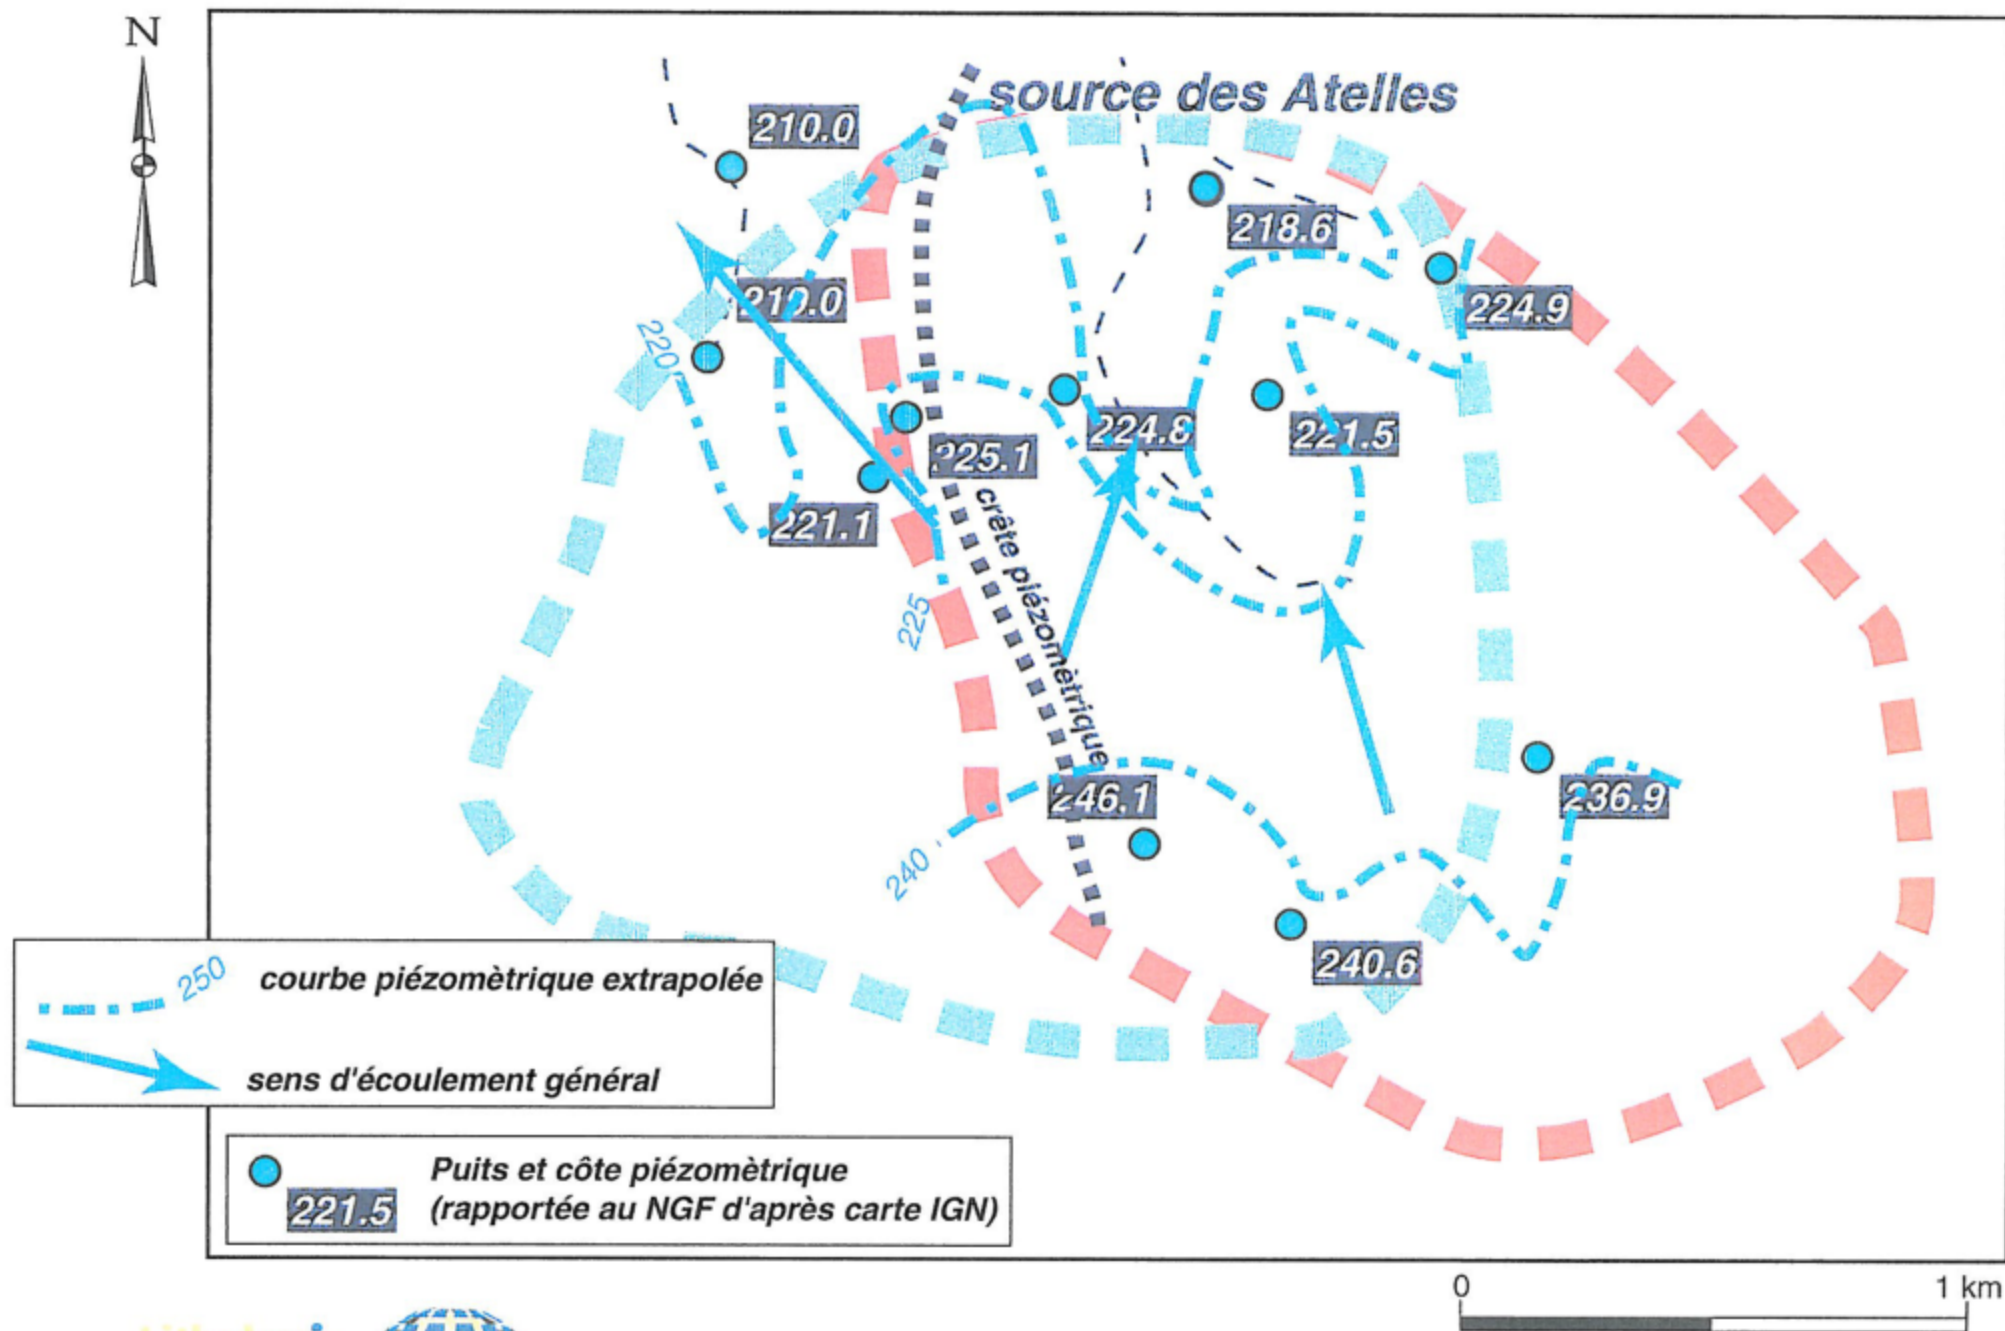 N
source des Atelles
210.0
218.6
210.0
224.9
220
224.8
221.5
225.1
221.1
crête piézomètrique
225
246.1
236.9
240
240.6
250
courbe piézomètrique extrapolée
sens d'écoulement général
Puits et côte piézomètrique
221.5
(rapportée au NGF d'après carte IGN)
0
1 km